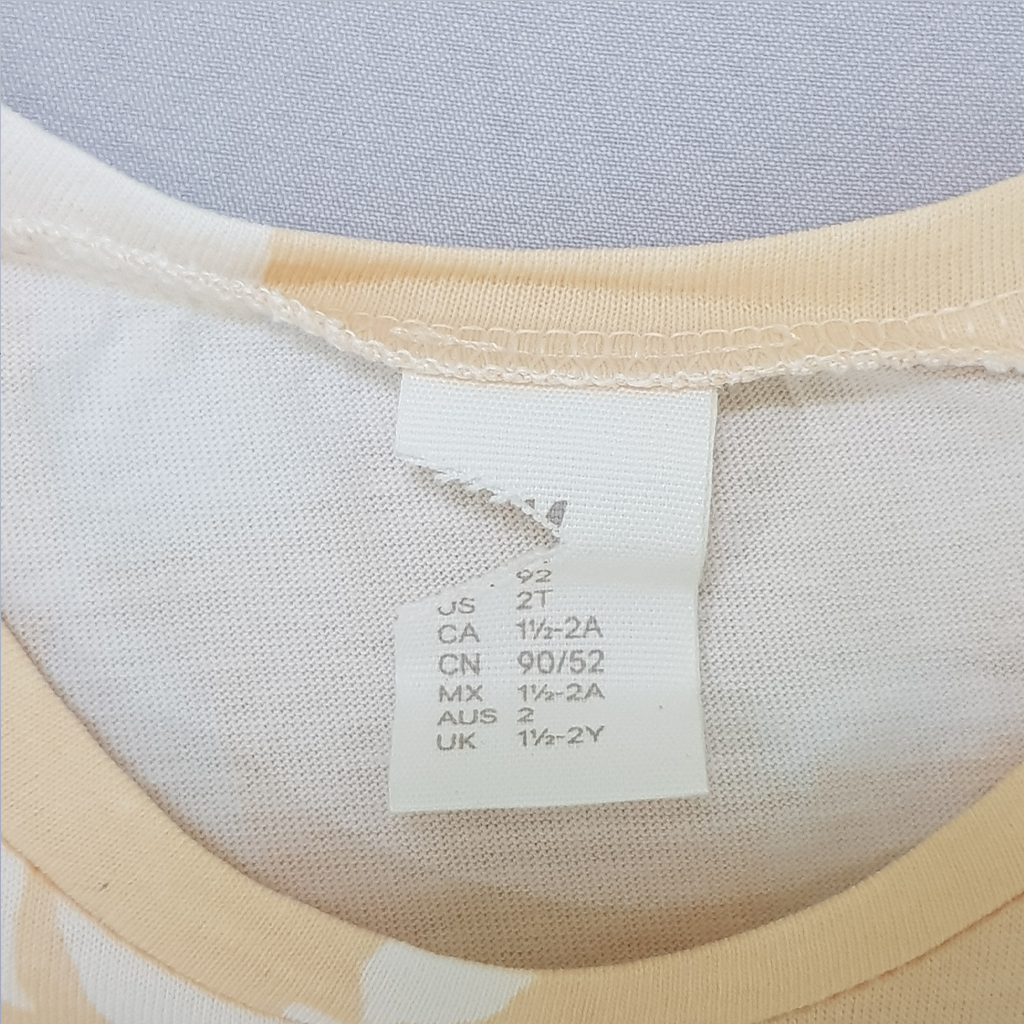 92
US 2T
CA 1½-2A
CN 90/52
MX 1½-2A
AUS 2
UK 1½-2Y